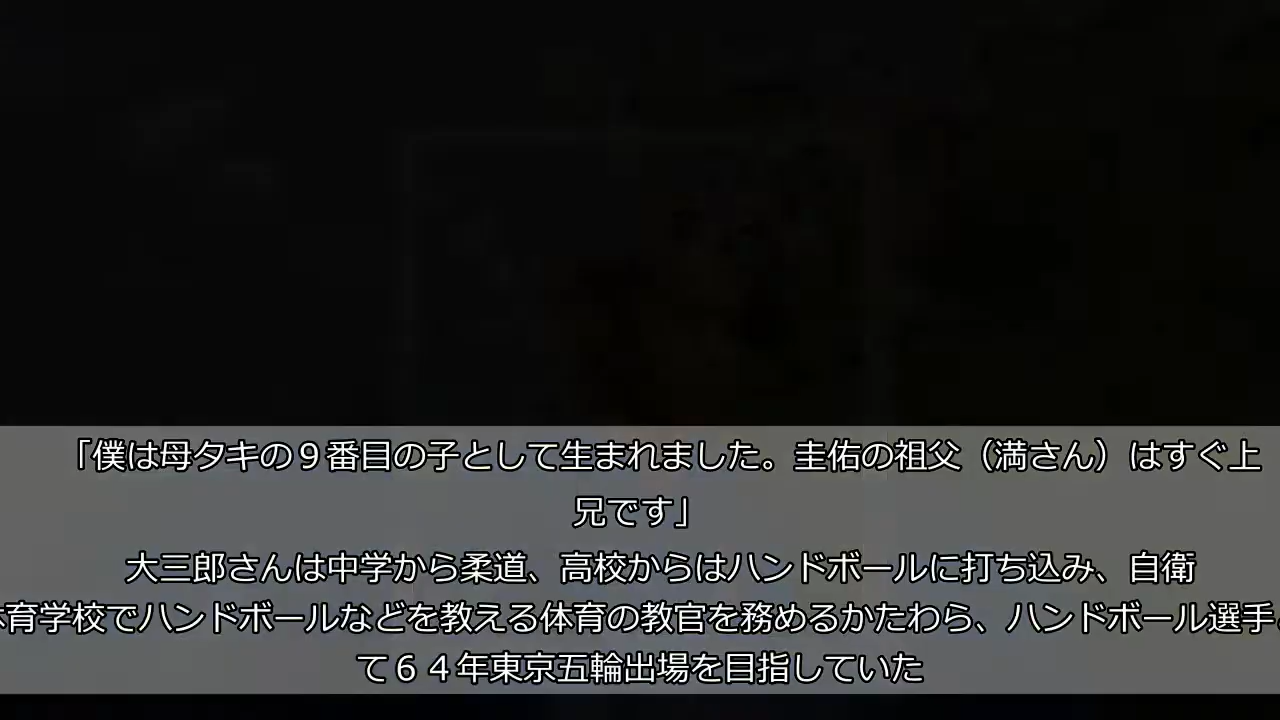 「僕は母タキの９番目の子として生まれました。圭佑の祖父（満さん）はすぐ上
兄です」
大三郎さんは中学から柔道、高校からはハンドボールに打ち込み、自衛
育学校でハンドボールなどを教える体育の教官を務めるかたわら、ハンドボール選手
て６４年東京五輪出場を目指していた